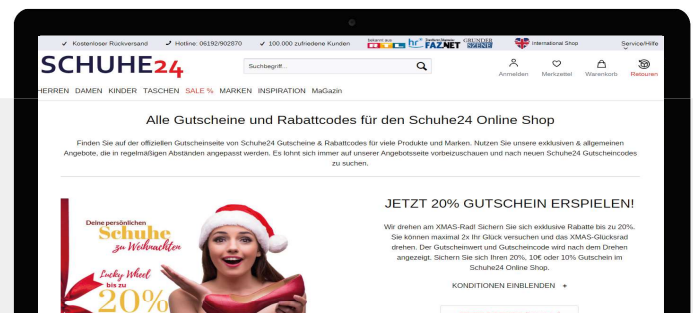 ✓ Kostenloser Rückversand ✓ Hotline: 06192/902870 ✓ 100.000 zufriedene Kunden bekannt aus hr FAZ.NET GRÜNDER SZENE International Shop Service/Hilfe
SCHUHE24 Suchbegriff... Anmelden Merkzettel Warenkorb Retouren
HERREN DAMEN KINDER TASCHEN SALE % MARKEN INSPIRATION MaGazin
Alle Gutscheine und Rabattcodes für den Schuhe24 Online Shop
Finden Sie auf der offiziellen Gutscheinseite von Schuhe24 Gutscheine & Rabattcodes für viele Produkte und Marken. Nutzen Sie unsere exklusiven & allgemeinen
Angebote, die in regelmäßigen Abständen angepasst werden. Es lohnt sich immer auf unserer Angebotsseite vorbeizuschauen und nach neuen Schuhe24 Gutscheincodes
zu suchen.
Deine persönlichen
Schuhe
zu Weihnachten
Lucky Wheel
bis zu
20%
JETZT 20% GUTSCHEIN ERSPIELEN!
Wir drehen am XMAS-Rad! Sichern Sie sich exklusive Rabatte bis zu 20%.
Sie können maximal 2x Ihr Glück versuchen und das XMAS-Glücksrad
drehen. Der Gutscheinwert und Gutscheincode wird nach dem Drehen
angezeigt. Sichern Sie sich Ihren 20%, 10€ oder 10% Gutschein im
Schuhe24 Online Shop.
KONDITIONEN EINBLENDEN +